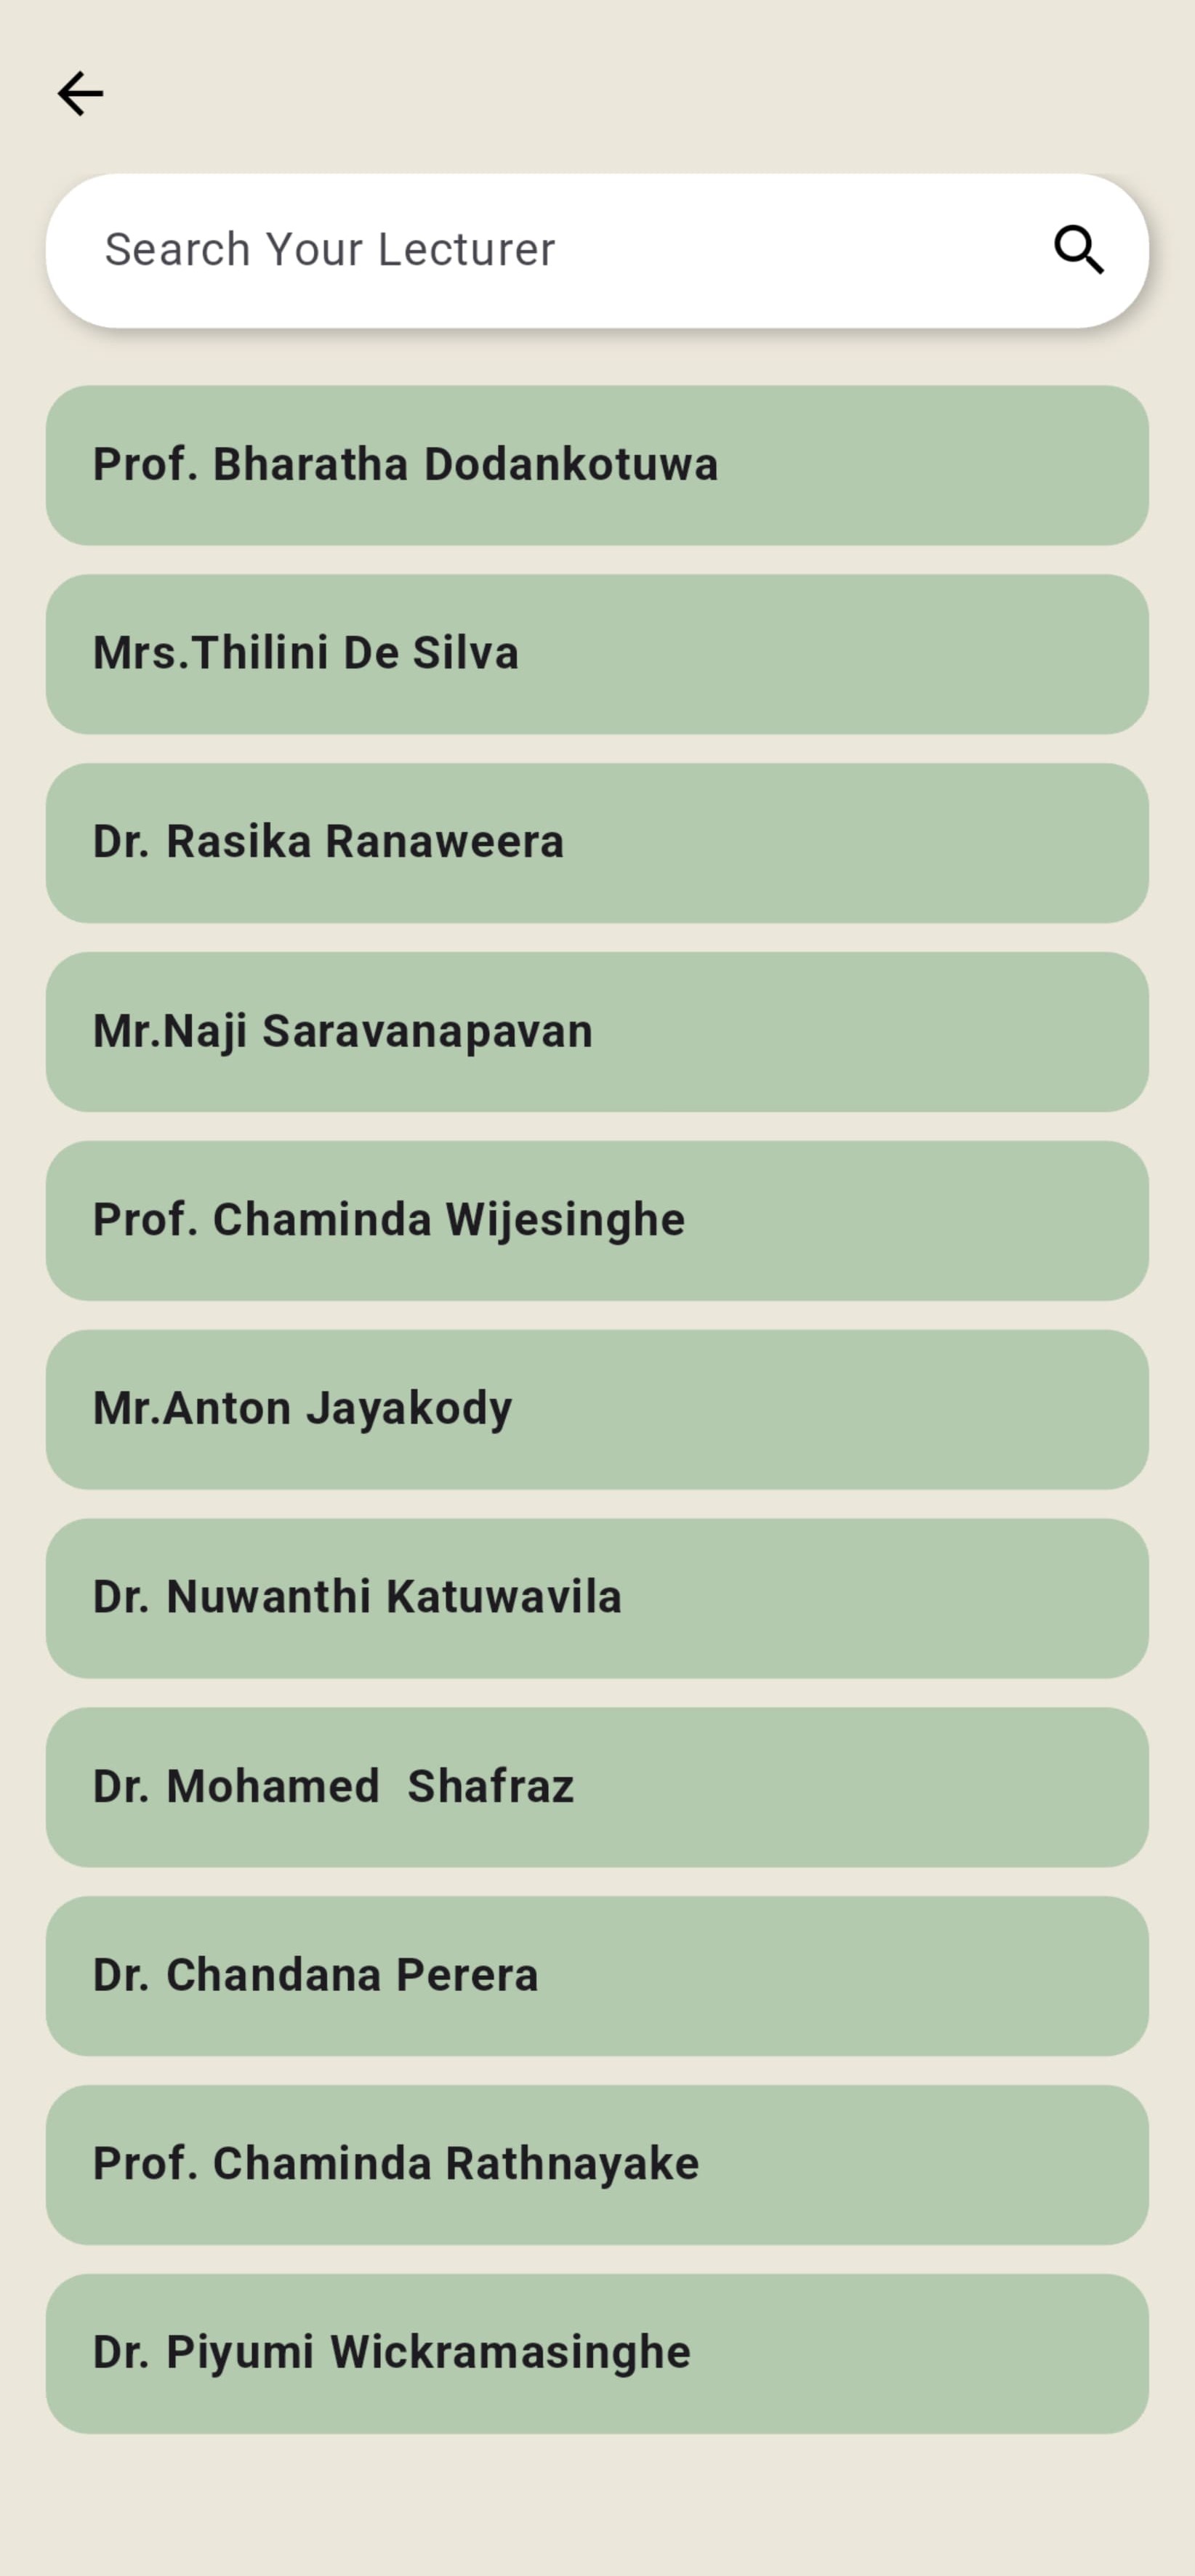 Search Your Lecturer
Prof. Bharatha Dodankotuwa
Mrs.Thilini De Silva
Dr. Rasika Ranaweera
Mr.Naji Saravanapavan
Prof. Chaminda Wijesinghe
Mr.Anton Jayakody
Dr. Nuwanthi Katuwavila
Dr. Mohamed  Shafraz
Dr. Chandana Perera
Prof. Chaminda Rathnayake
Dr. Piyumi Wickramasinghe